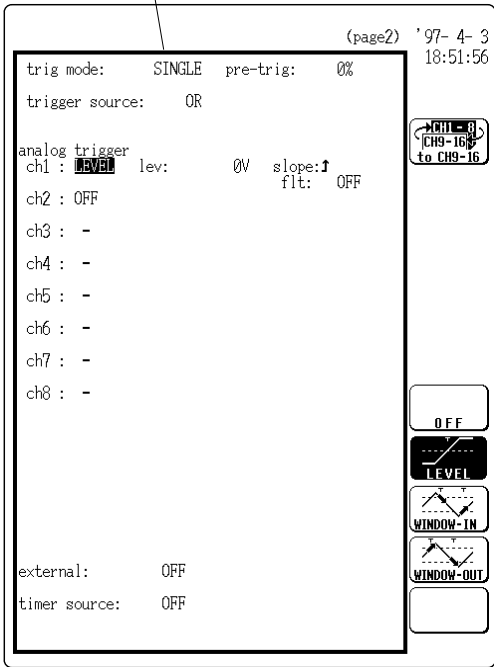 (page2) '97- 4- 3
18:51:56
trig mode: SINGLE pre-trig: 0%
trigger source: OR
CH1 - 8
CH9-16
to CH9-16
analog trigger
ch1 : LEVEL lev: 0V slope:↥
flt: OFF
ch2 : OFF
ch3 : -
ch4 : -
ch5 : -
ch6 : -
ch7 : -
ch8 : -
OFF
T
LEVEL
T T
WINDOW-IN
T T
WINDOW-OUT
external: OFF
timer source: OFF